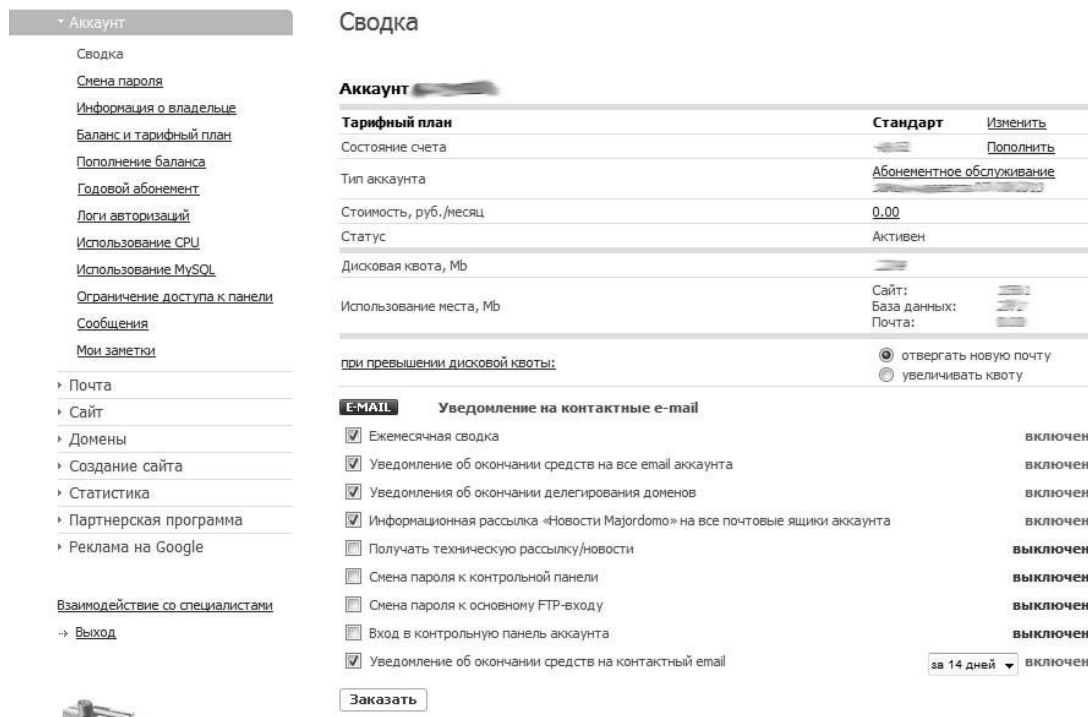 Аккаунт
Сводка
Смена пароля
Информация о владельце
Баланс и тарифный план
Пополнение баланса
Годовой абонемент
Логи авторизаций
Использование CPU
Использование MySQL
Ограничение доступа к панели
Сообщения
Мои заметки
Почта
Сайт
Домены
Создание сайта
Статистика
Партнерская программа
Реклама на Google
Взаимодействие со специалистами
Выход
Сводка
Аккаунт
Тарифный план Стандарт Изменить
Состояние счета Пополнить
Тип аккаунта Абонементное обслуживание
Стоимость, руб./месяц 0.00
Статус Активен
Дисковая квота, Mb
Использование места, Mb
Сайт:
База данных:
Почта:
при превышении дисковой квоты:
отвергать новую почту
увеличивать квоту
E-MAIL Уведомление на контактные e-mail
Ежемесячная сводка включен
Уведомление об окончании средств на все email аккаунта включен
Уведомления об окончании делегирования доменов включен
Информационная рассылка «Новости Majordomo» на все почтовые ящики аккаунта включен
Получать техническую рассылку/новости выключен
Смена пароля к контрольной панели выключен
Смена пароля к основному FTP-входу выключен
Вход в контрольную панель аккаунта выключен
Уведомление об окончании средств на контактный email за 14 дней включен
Заказать